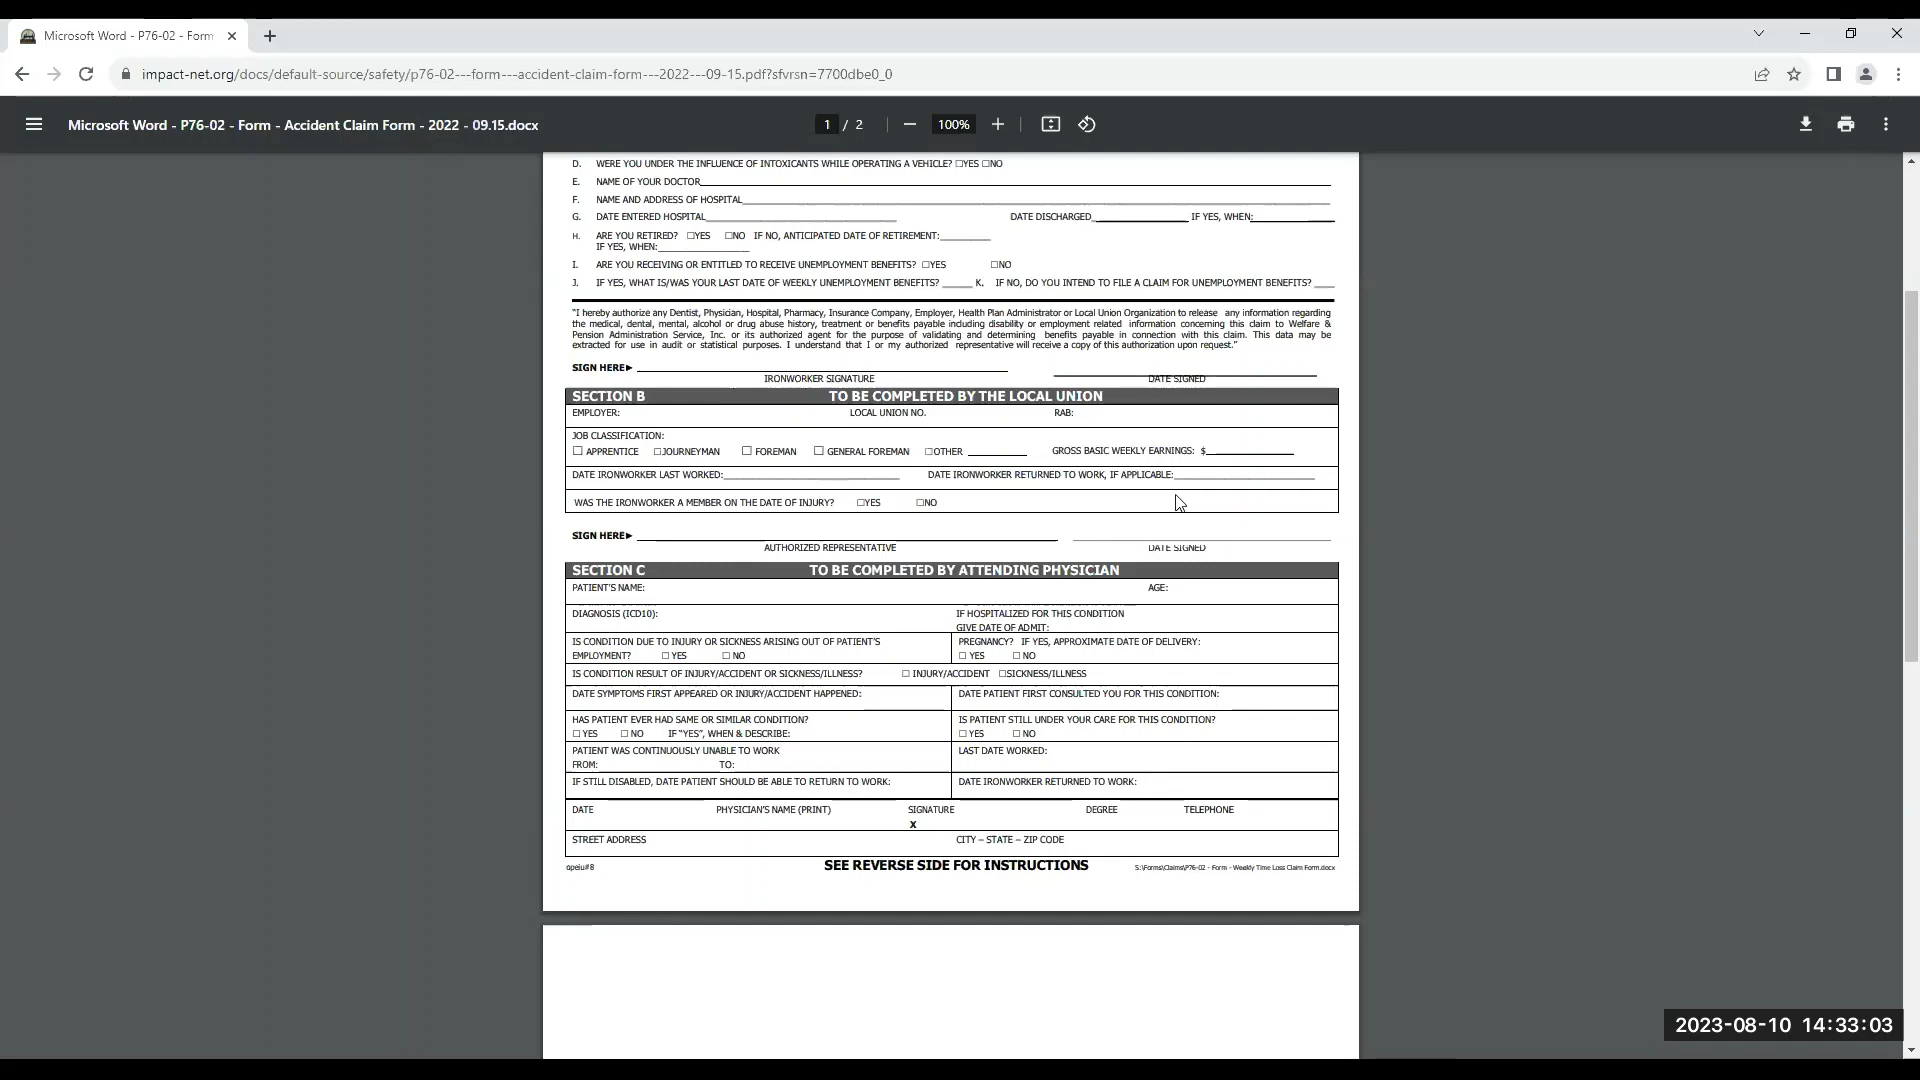 Microsoft Word - P76-02 - Form
impact-net.org/docs/default-source/safety/p76-02---form---accident-claim-form---2022---09-15.pdf?sfvrsn=7700dbe0_0
Microsoft Word - P76-02 - Form - Accident Claim Form - 2022 - 09.15.docx 1 / 2 100%
D. WERE YOU UNDER THE INFLUENCE OF INTOXICANTS WHILE OPERATING A VEHICLE? ☐YES ☐NO
E. NAME OF YOUR DOCTOR
F. NAME AND ADDRESS OF HOSPITAL
G. DATE ENTERED HOSPITAL DATE DISCHARGED IF YES, WHEN:
H. ARE YOU RETIRED? ☐YES ☐NO IF NO, ANTICIPATED DATE OF RETIREMENT:
IF YES, WHEN:
I. ARE YOU RECEIVING OR ENTITLED TO RECEIVE UNEMPLOYMENT BENEFITS? ☐YES ☐NO
J. IF YES, WHAT IS/WAS YOUR LAST DATE OF WEEKLY UNEMPLOYMENT BENEFITS? K. IF NO, DO YOU INTEND TO FILE A CLAIM FOR UNEMPLOYMENT BENEFITS?
"I hereby authorize any Dentist, Physician, Hospital, Pharmacy, Insurance Company, Employer, Health Plan Administrator or Local Union Organization to release any information regarding
the medical, dental, mental, alcohol or drug abuse history, treatment or benefits payable including disability or employment related information concerning this claim to Welfare &
Pension Administration Service, Inc. or its authorized agent for the purpose of validating and determining benefits payable in connection with this claim. This data may be
extracted for use in audit or statistical purposes. I understand that I or my authorized representative will receive a copy of this authorization upon request."
SIGN HERE►
IRONWORKER SIGNATURE DATE SIGNED
SECTION B TO BE COMPLETED BY THE LOCAL UNION
EMPLOYER: LOCAL UNION NO. RAB:
JOB CLASSIFICATION:
☐ APPRENTICE ☐JOURNEYMAN ☐ FOREMAN ☐ GENERAL FOREMAN ☐OTHER GROSS BASIC WEEKLY EARNINGS: $
DATE IRONWORKER LAST WORKED: DATE IRONWORKER RETURNED TO WORK, IF APPLICABLE:
WAS THE IRONWORKER A MEMBER ON THE DATE OF INJURY? ☐YES ☐NO
SIGN HERE►
AUTHORIZED REPRESENTATIVE DATE SIGNED
SECTION C TO BE COMPLETED BY ATTENDING PHYSICIAN
PATIENT'S NAME: AGE:
DIAGNOSIS (ICD10): IF HOSPITALIZED FOR THIS CONDITION
GIVE DATE OF ADMIT:
IS CONDITION DUE TO INJURY OR SICKNESS ARISING OUT OF PATIENT'S PREGNANCY? IF YES, APPROXIMATE DATE OF DELIVERY:
EMPLOYMENT? ☐ YES ☐ NO ☐ YES ☐ NO
IS CONDITION RESULT OF INJURY/ACCIDENT OR SICKNESS/ILLNESS? ☐ INJURY/ACCIDENT ☐SICKNESS/ILLNESS
DATE SYMPTOMS FIRST APPEARED OR INJURY/ACCIDENT HAPPENED: DATE PATIENT FIRST CONSULTED YOU FOR THIS CONDITION:
HAS PATIENT EVER HAD SAME OR SIMILAR CONDITION? IS PATIENT STILL UNDER YOUR CARE FOR THIS CONDITION?
☐ YES ☐ NO IF "YES", WHEN & DESCRIBE: ☐ YES ☐ NO
PATIENT WAS CONTINUOUSLY UNABLE TO WORK LAST DATE WORKED:
FROM: TO:
IF STILL DISABLED, DATE PATIENT SHOULD BE ABLE TO RETURN TO WORK: DATE IRONWORKER RETURNED TO WORK:
DATE PHYSICIAN'S NAME (PRINT) SIGNATURE DEGREE TELEPHONE
X
STREET ADDRESS CITY – STATE – ZIP CODE
opeiu#8 SEE REVERSE SIDE FOR INSTRUCTIONS S:\Forms\Claims\P76-02 - Form - Weekly Time Loss Claim Form.docx
2023-08-10 14:33:03